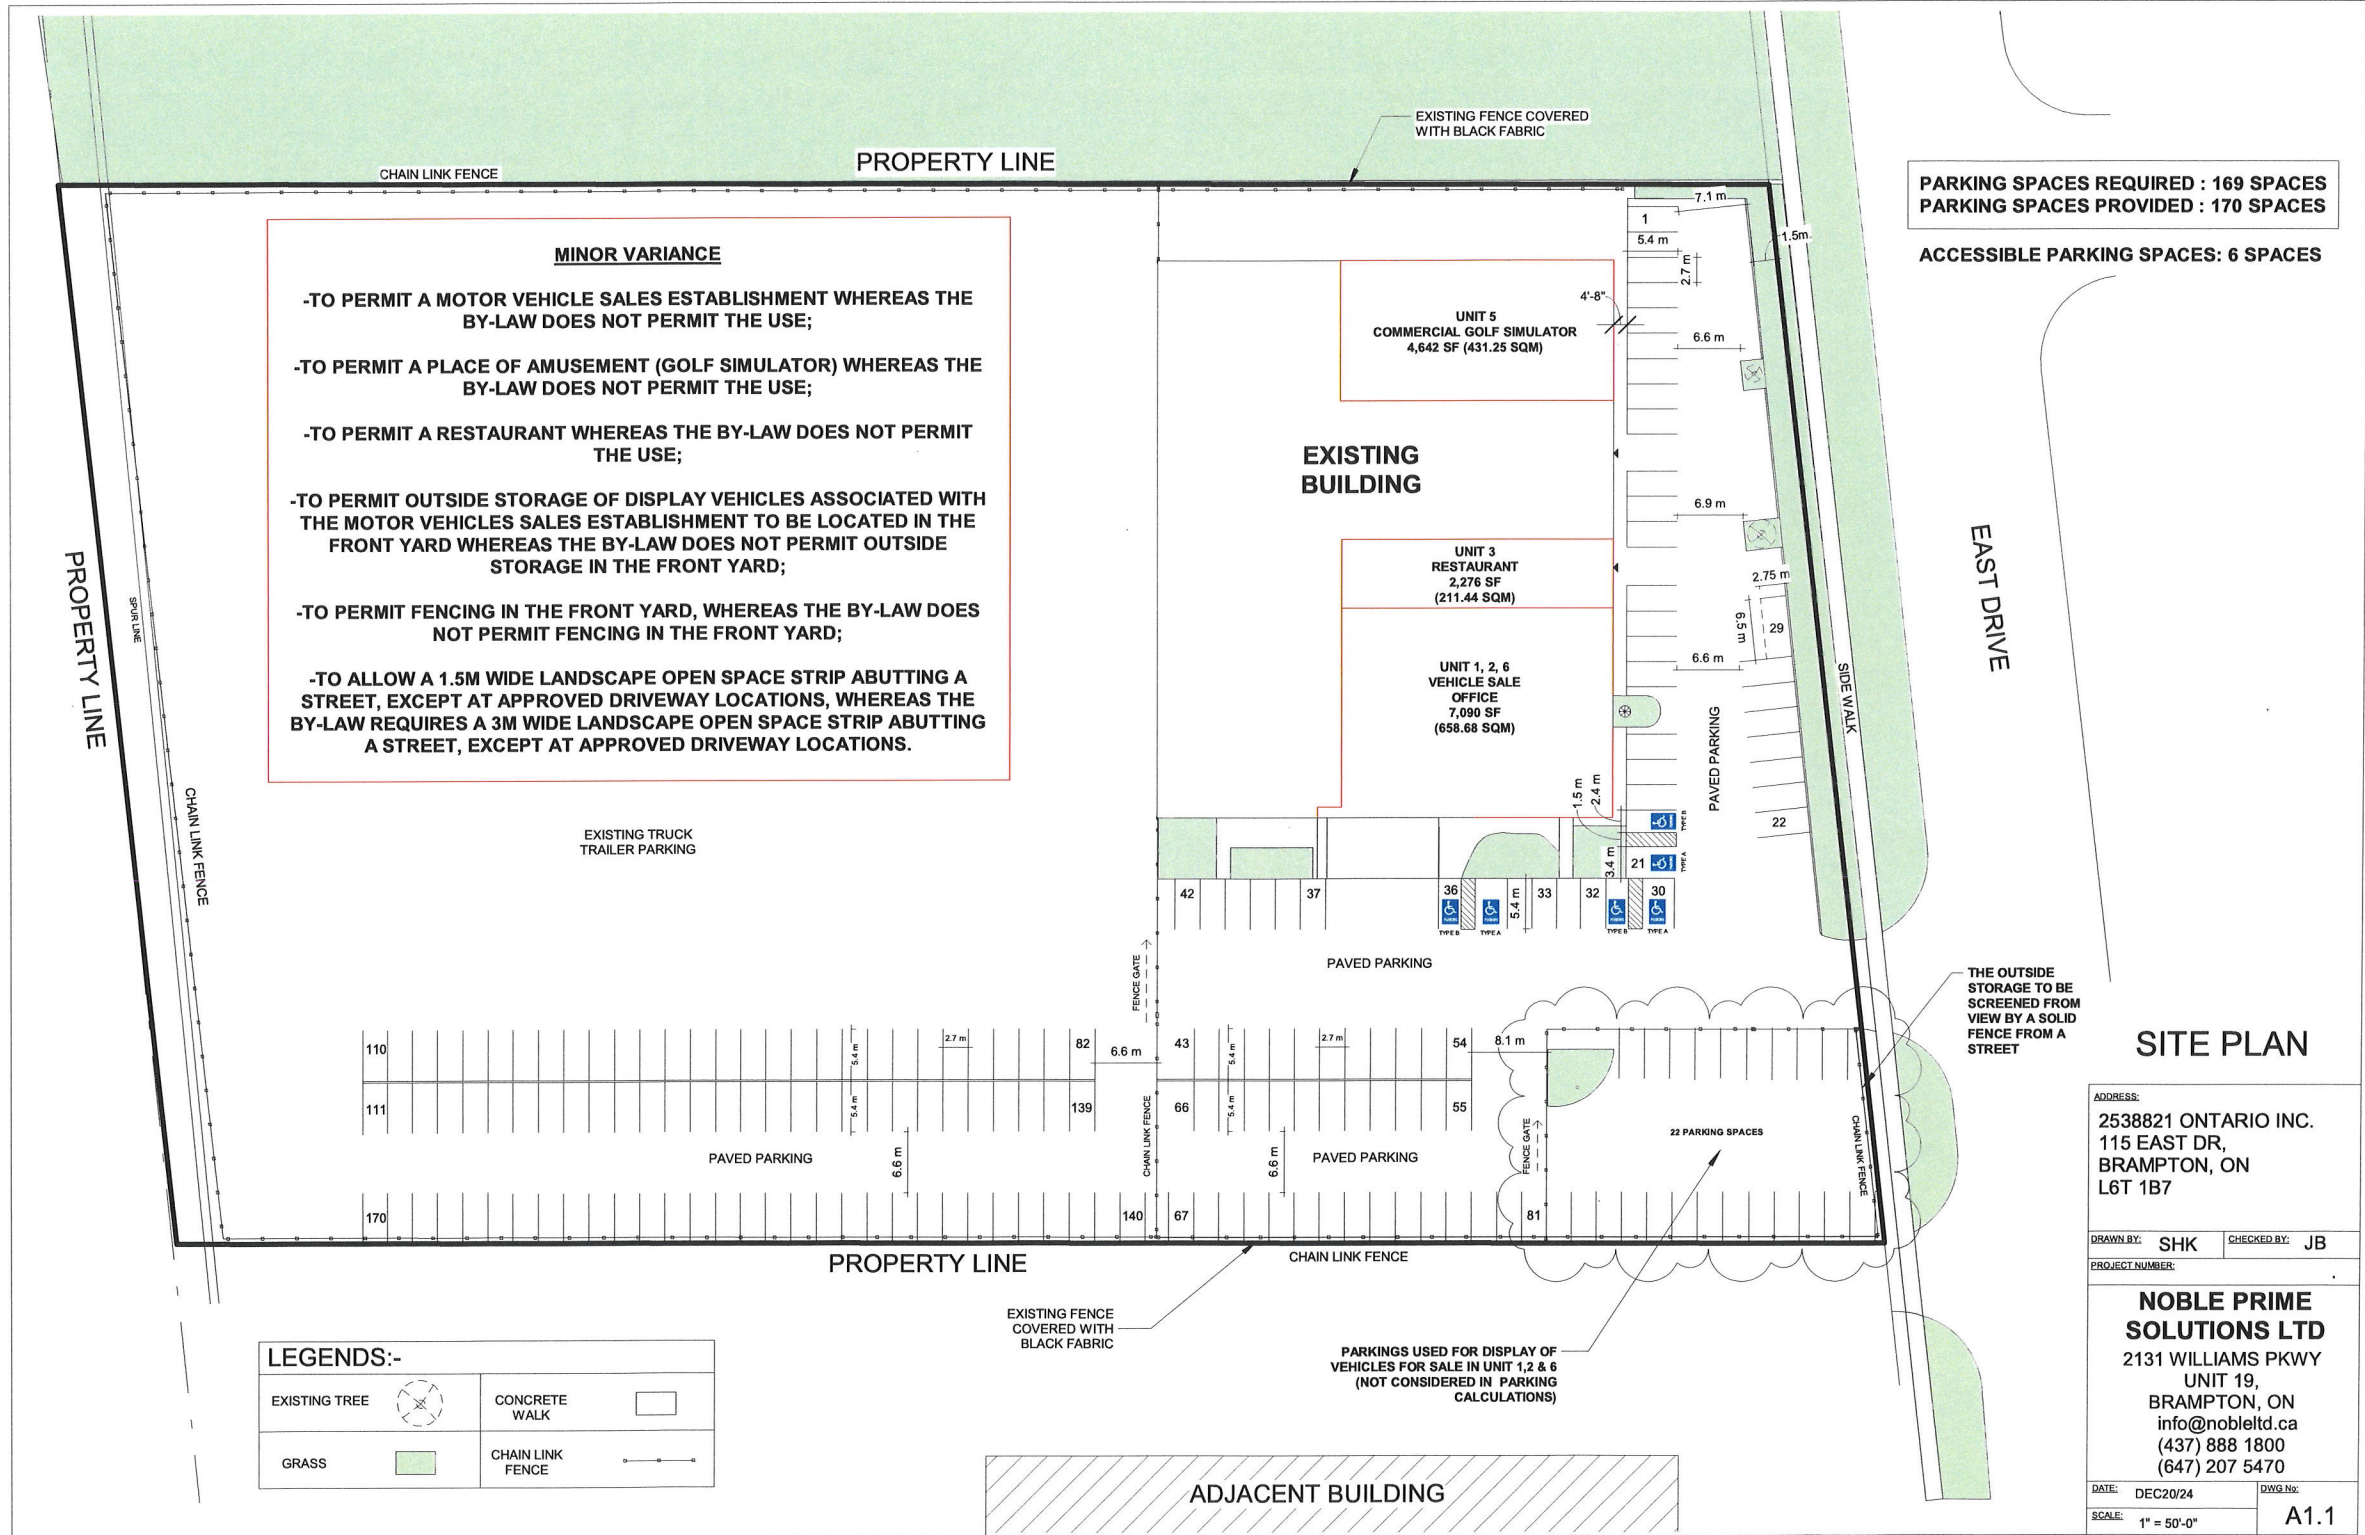 EXISTING FENCE COVERED
WITH BLACK FABRIC
PROPERTY LINE
CHAIN LINK FENCE
PARKING SPACES REQUIRED : 169 SPACES
PARKING SPACES PROVIDED : 170 SPACES
ACCESSIBLE PARKING SPACES: 6 SPACES
MINOR VARIANCE
-TO PERMIT A MOTOR VEHICLE SALES ESTABLISHMENT WHEREAS THE
BY-LAW DOES NOT PERMIT THE USE;
-TO PERMIT A PLACE OF AMUSEMENT (GOLF SIMULATOR) WHEREAS THE
BY-LAW DOES NOT PERMIT THE USE;
-TO PERMIT A RESTAURANT WHEREAS THE BY-LAW DOES NOT PERMIT
THE USE;
-TO PERMIT OUTSIDE STORAGE OF DISPLAY VEHICLES ASSOCIATED WITH
THE MOTOR VEHICLES SALES ESTABLISHMENT TO BE LOCATED IN THE
FRONT YARD WHEREAS THE BY-LAW DOES NOT PERMIT OUTSIDE
STORAGE IN THE FRONT YARD;
-TO PERMIT FENCING IN THE FRONT YARD, WHEREAS THE BY-LAW DOES
NOT PERMIT FENCING IN THE FRONT YARD;
-TO ALLOW A 1.5M WIDE LANDSCAPE OPEN SPACE STRIP ABUTTING A
STREET, EXCEPT AT APPROVED DRIVEWAY LOCATIONS, WHEREAS THE
BY-LAW REQUIRES A 3M WIDE LANDSCAPE OPEN SPACE STRIP ABUTTING
A STREET, EXCEPT AT APPROVED DRIVEWAY LOCATIONS.
PROPERTY LINE
SPUR LINE
CHAIN LINK FENCE
EXISTING TRUCK
TRAILER PARKING
7.1 m
1
5.4 m
1.5m.
2.7 m
4'-8"
UNIT 5
COMMERCIAL GOLF SIMULATOR
4,642 SF (431.25 SQM)
6.6 m
EXISTING
BUILDING
6.9 m
UNIT 3
RESTAURANT
2,276 SF
(211.44 SQM)
2.75 m
6.5 m
29
6.6 m
UNIT 1, 2, 6
VEHICLE SALE
OFFICE
7,090 SF
(658.68 SQM)
PAVED PARKING
SIDE WALK
EAST DRIVE
1.5 m
2.4 m
TYPE B
22
3.4 m
21
TYPE A
42
37
36
5.4 m
33
32
30
TYPE B
TYPE A
TYPE B
TYPE A
FENCE GATE
PAVED PARKING
THE OUTSIDE
STORAGE TO BE
SCREENED FROM
VIEW BY A SOLID
FENCE FROM A
STREET
110
5.4 m
2.7 m
82
6.6 m
43
5.4 m
2.7 m
54
8.1 m
111
5.4 m
139
66
5.4 m
55
CHAIN LINK FENCE
FENCE GATE
22 PARKING SPACES
CHAIN LINK FENCE
PAVED PARKING
6.6 m
6.6 m
PAVED PARKING
170
140
67
81
PROPERTY LINE
CHAIN LINK FENCE
EXISTING FENCE
COVERED WITH
BLACK FABRIC
PARKINGS USED FOR DISPLAY OF
VEHICLES FOR SALE IN UNIT 1,2 & 6
(NOT CONSIDERED IN PARKING
CALCULATIONS)
LEGENDS:-
EXISTING TREE
CONCRETE
WALK
GRASS
CHAIN LINK
FENCE
ADJACENT BUILDING
SITE PLAN
ADDRESS:
2538821 ONTARIO INC.
115 EAST DR,
BRAMPTON, ON
L6T 1B7
DRAWN BY: SHK
CHECKED BY: JB
PROJECT NUMBER:
NOBLE PRIME
SOLUTIONS LTD
2131 WILLIAMS PKWY
UNIT 19,
BRAMPTON, ON
info@nobleltd.ca
(437) 888 1800
(647) 207 5470
DATE: DEC20/24
DWG No:
A1.1
SCALE: 1" = 50'-0"